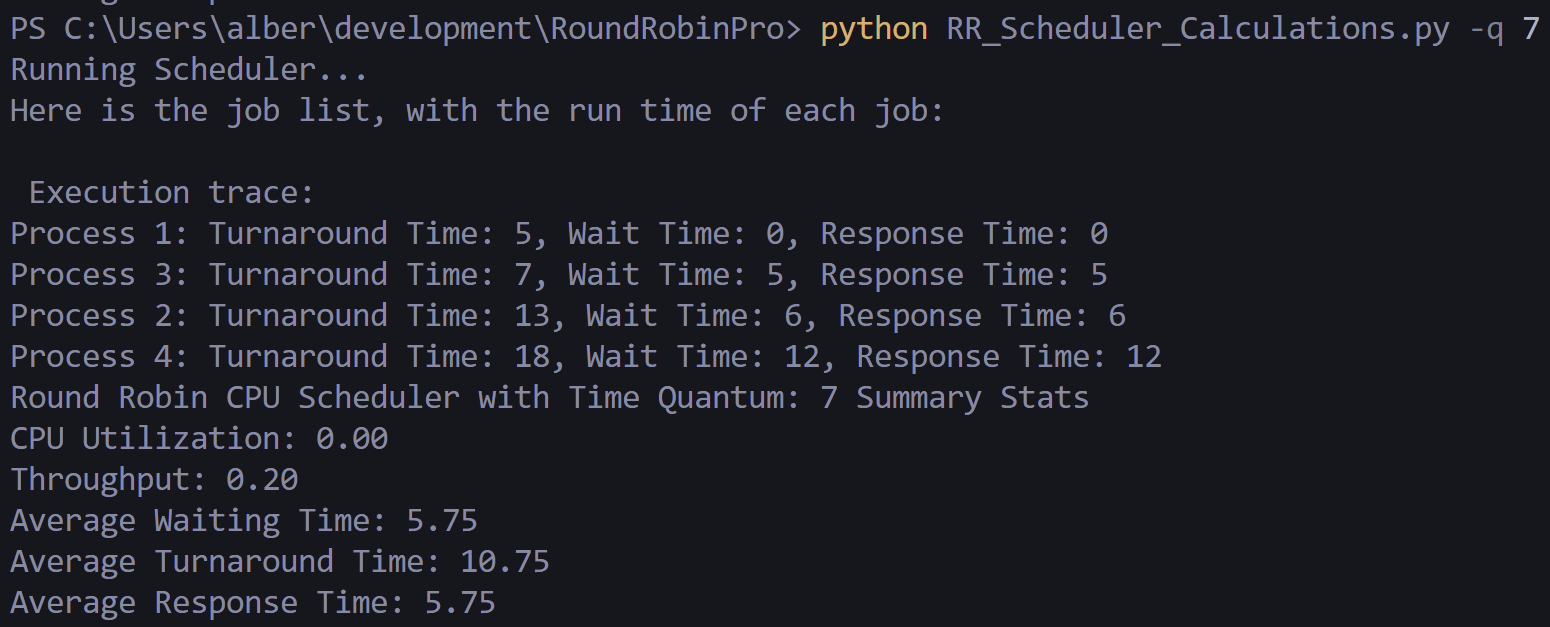 PS C:\Users\alber\development\RoundRobinPro> python RR_Scheduler_Calculations.py -q 7
Running Scheduler...
Here is the job list, with the run time of each job:
Execution trace:
Process 1: Turnaround Time: 5, Wait Time: 0, Response Time: 0
Process 3: Turnaround Time: 7, Wait Time: 5, Response Time: 5
Process 2: Turnaround Time: 13, Wait Time: 6, Response Time: 6
Process 4: Turnaround Time: 18, Wait Time: 12, Response Time: 12
Round Robin CPU Scheduler with Time Quantum: 7 Summary Stats
CPU Utilization: 0.00
Throughput: 0.20
Average Waiting Time: 5.75
Average Turnaround Time: 10.75
Average Response Time: 5.75